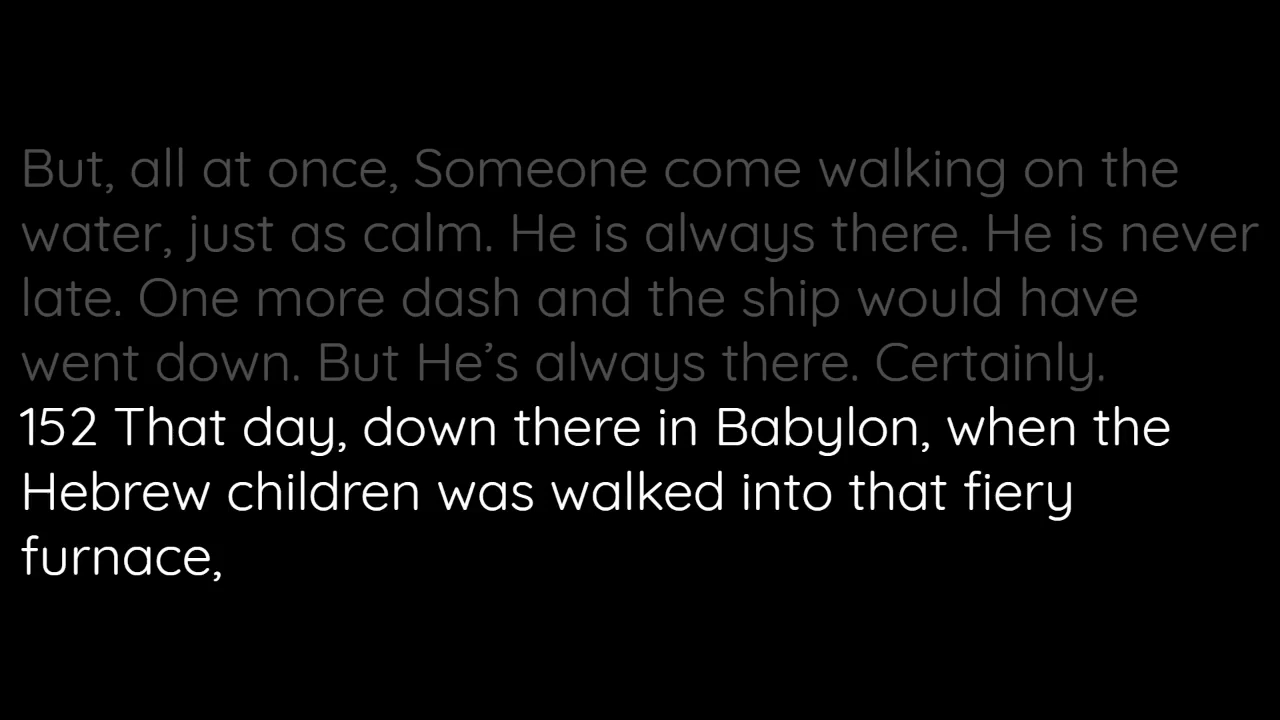 But, all at once, Someone come walking on the
water, just as calm. He is always there. He is never
late. One more dash and the ship would have
went down. But He’s always there. Certainly.
152 That day, down there in Babylon, when the
Hebrew children was walked into that fiery
furnace,